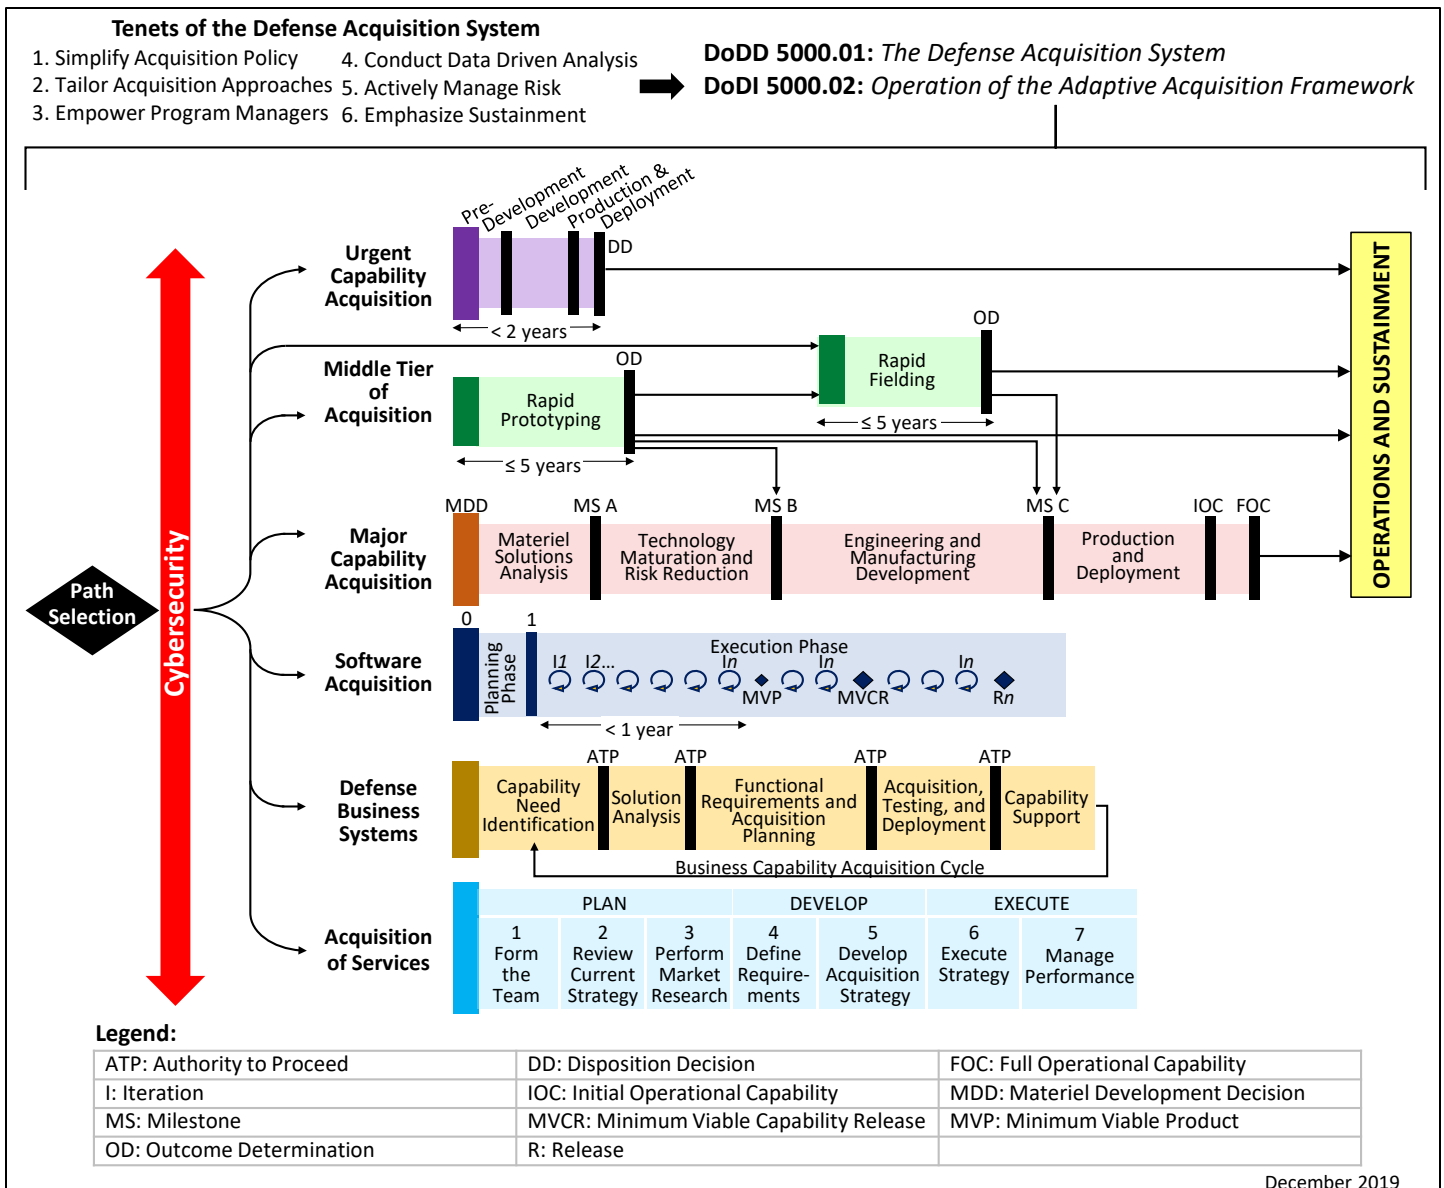 Tenets of the Defense Acquisition System
1. Simplify Acquisition Policy
2. Tailor Acquisition Approaches
3. Empower Program Managers
4. Conduct Data Driven Analysis
5. Actively Manage Risk
6. Emphasize Sustainment
DoDD 5000.01: The Defense Acquisition System
DoDI 5000.02: Operation of the Adaptive Acquisition Framework
Path
Selection
Cybersecurity
Urgent
Capability
Acquisition
Pre-
Development
Development
Production &
Deployment
DD
< 2 years
Middle Tier
of
Acquisition
Rapid
Prototyping
OD
≤ 5 years
Rapid
Fielding
OD
≤ 5 years
Major
Capability
Acquisition
MDD
MS A
MS B
MS C
IOC
FOC
Materiel
Solutions
Analysis
Technology
Maturation and
Risk Reduction
Engineering and
Manufacturing
Development
Production
and
Deployment
OPERATIONS AND SUSTAINMENT
Software
Acquisition
0
1
Planning
Phase
Execution Phase
I1
I2...
In
In
In
MVP
MVCR
Rn
< 1 year
Defense
Business
Systems
ATP
ATP
ATP
ATP
Capability
Need
Identification
Solution
Analysis
Functional
Requirements and
Acquisition
Planning
Acquisition,
Testing, and
Deployment
Capability
Support
Business Capability Acquisition Cycle
Acquisition
of Services
PLAN
DEVELOP
EXECUTE
1
Form
the
Team
2
Review
Current
Strategy
3
Perform
Market
Research
4
Define
Require-
ments
5
Develop
Acquisition
Strategy
6
Execute
Strategy
7
Manage
Performance
Legend:
ATP: Authority to Proceed
DD: Disposition Decision
FOC: Full Operational Capability
I: Iteration
IOC: Initial Operational Capability
MDD: Materiel Development Decision
MS: Milestone
MVCR: Minimum Viable Capability Release
MVP: Minimum Viable Product
OD: Outcome Determination
R: Release
December 2019